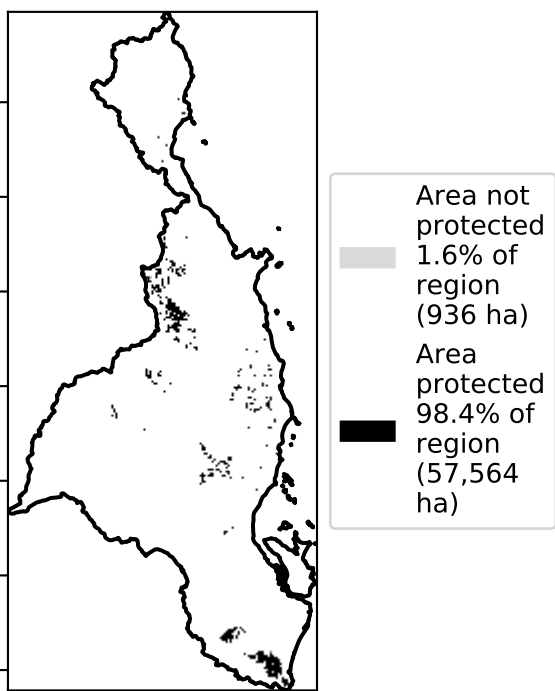 Area not
protected
1.6% of
region
(936 ha)
Area
protected
98.4% of
region
(57,564
ha)